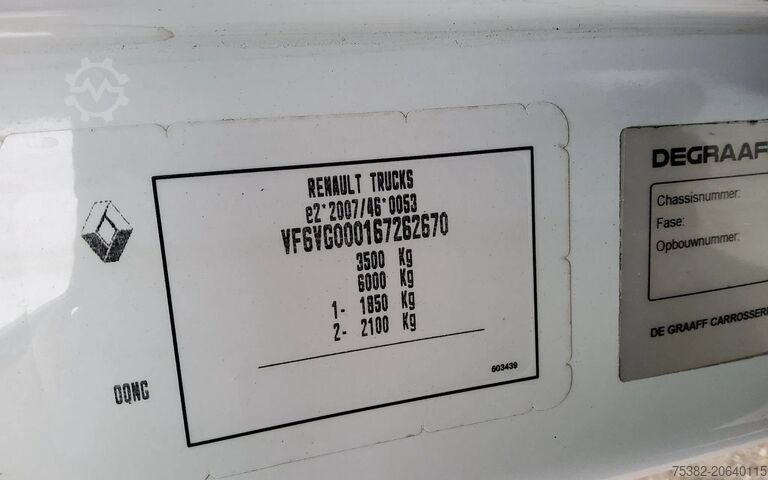 RENAULT TRUCKS
e2*2007/46*0053
VF6VG000167262670
3500 Kg
6000 Kg
1- 1850 Kg
2- 2100 Kg
603439
OQNG
DEGRAAFF
Chassisnummer:
Fase:
Opbouwnummer:
DE GRAAFF CARROSSERI
75382-20640115